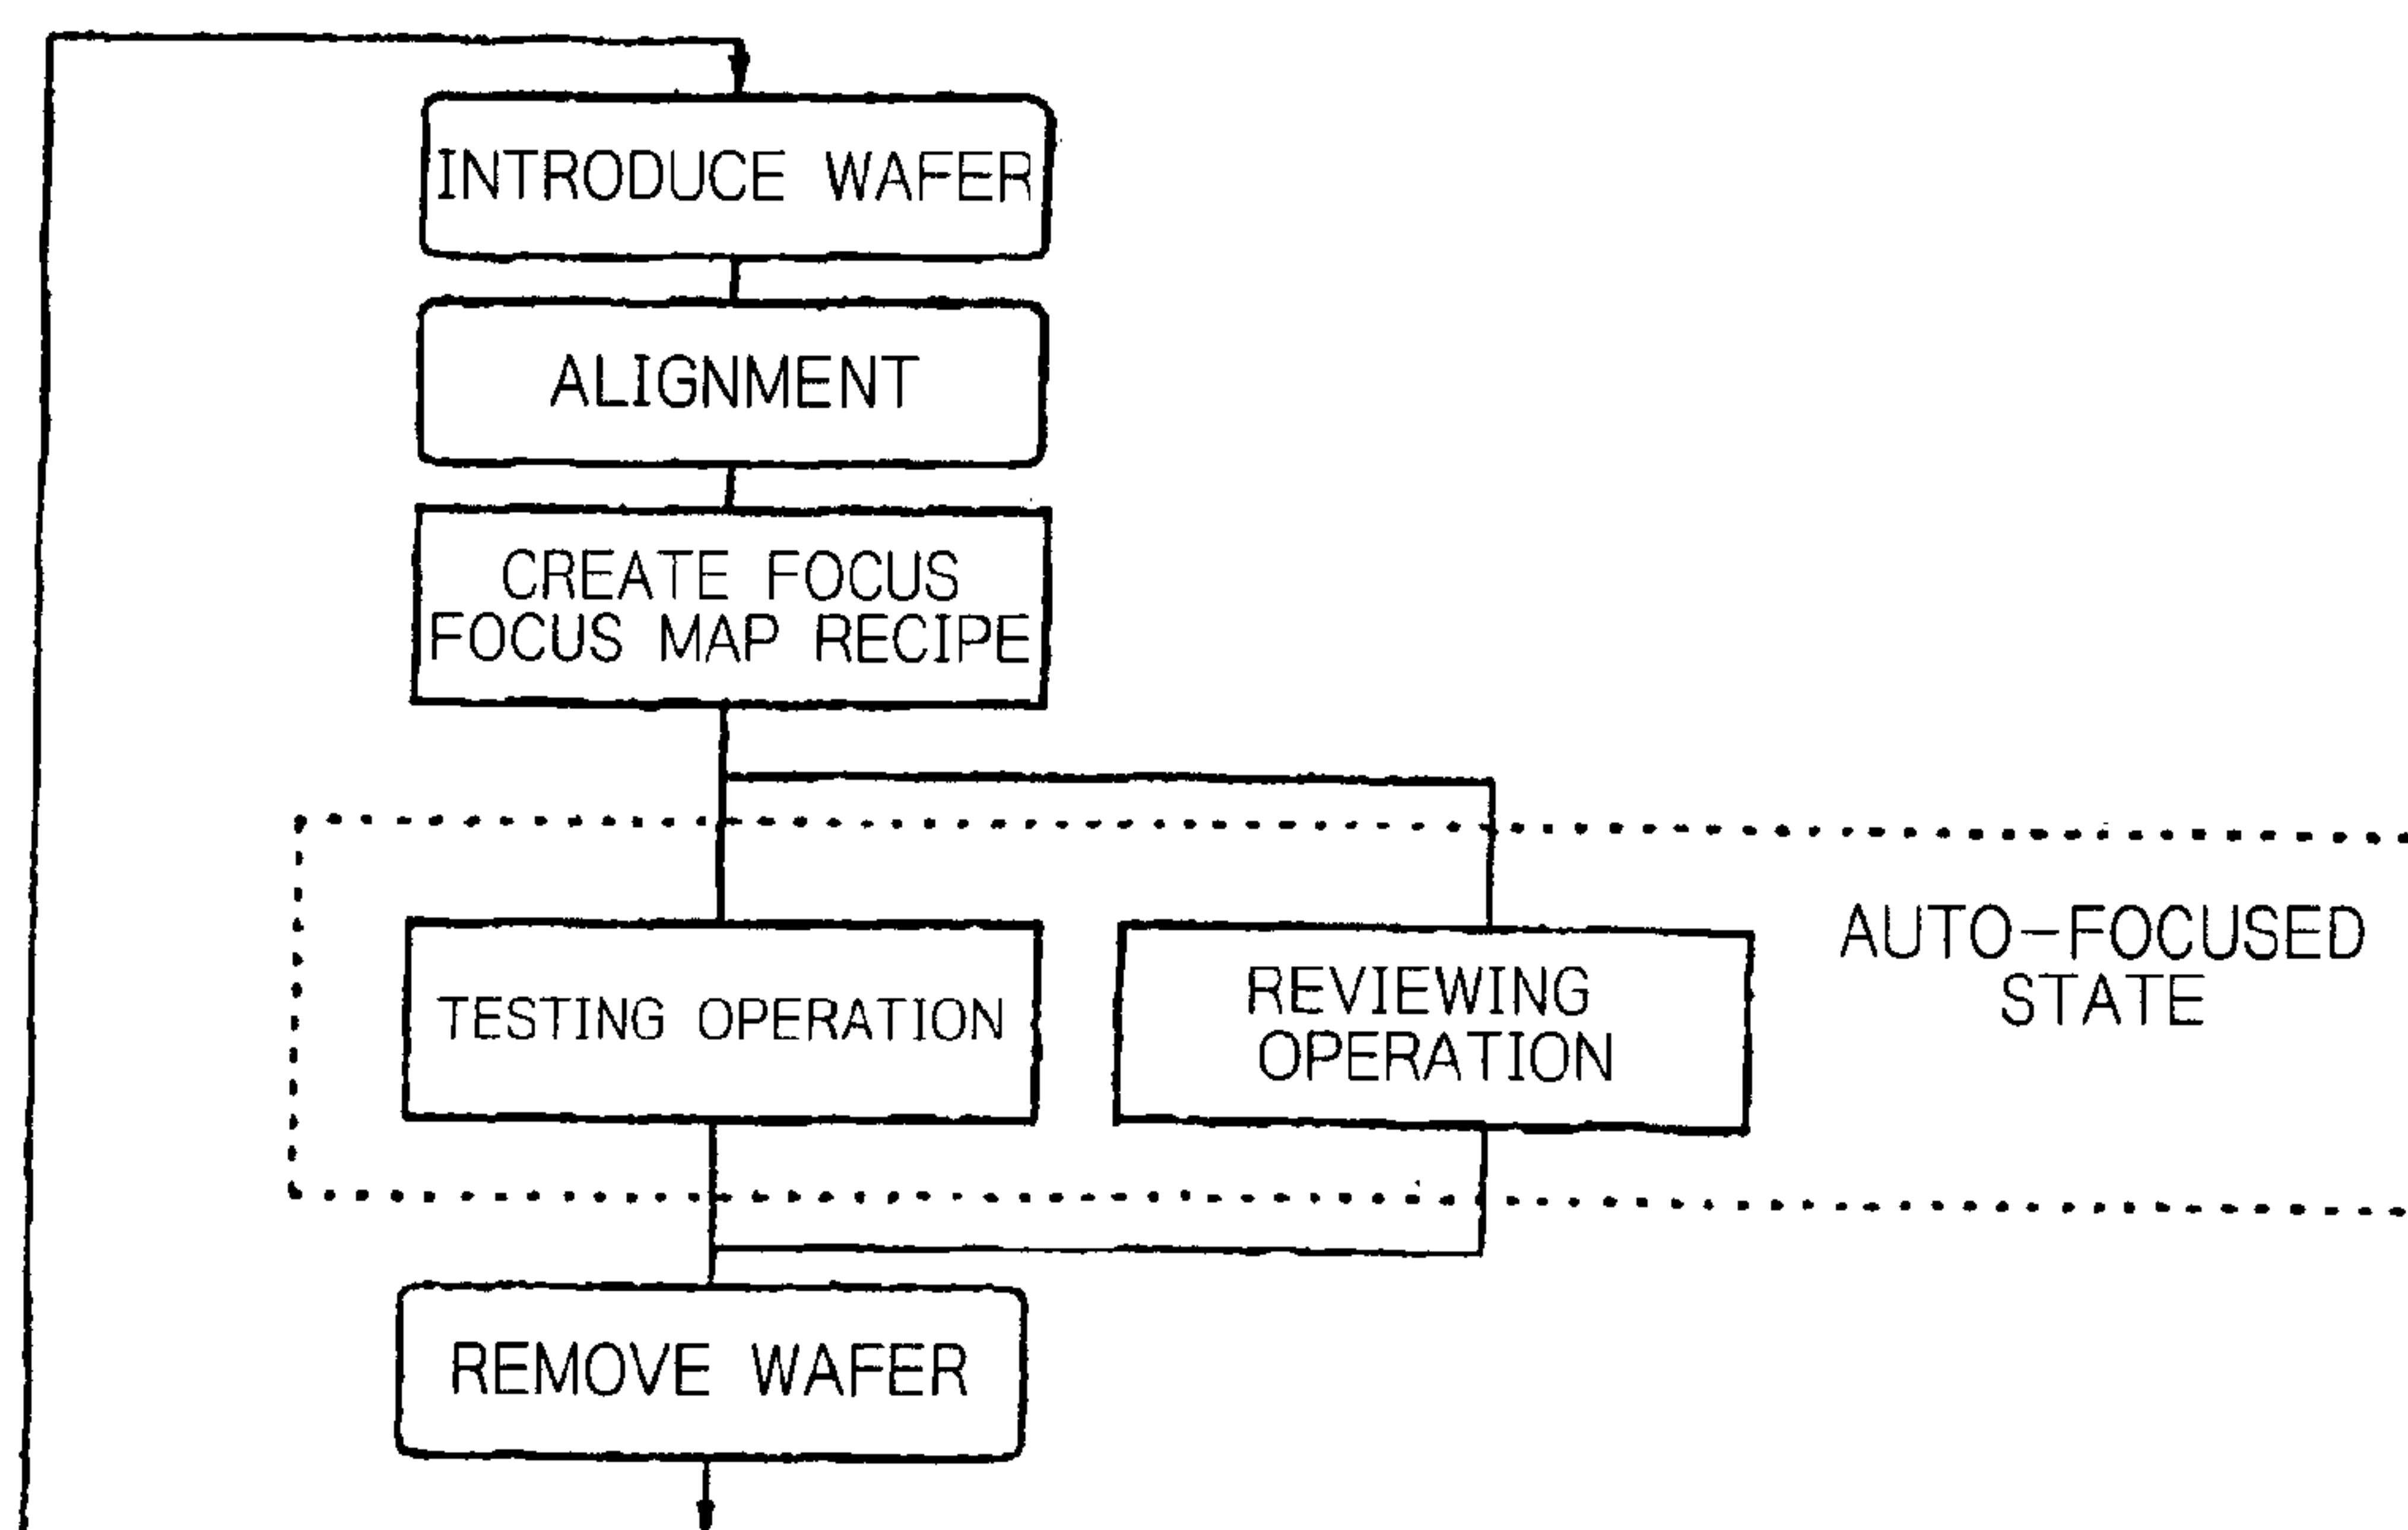 INTRODUCE WAFER
ALIGNMENT
CREATE FOCUS
FOCUS MAP RECIPE
TESTING OPERATION
REVIEWING
OPERATION
AUTO-FOCUSED
STATE
REMOVE WAFER